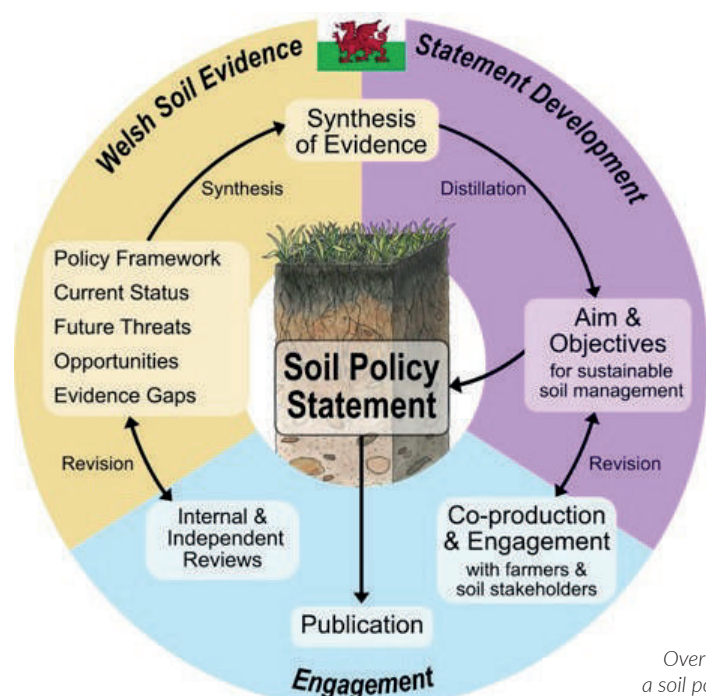 Welsh Soil Evidence
Statement Development
Synthesis
of Evidence
Synthesis
Distillation
Policy Framework
Current Status
Future Threats
Opportunities
Evidence Gaps
Aim &
Objectives
for sustainable
soil management
Soil Policy
Statement
Revision
Revision
Internal &
Independent
Reviews
Co-production
& Engagement
with farmers &
soil stakeholders
Publication
Engagement
Over
a soil po